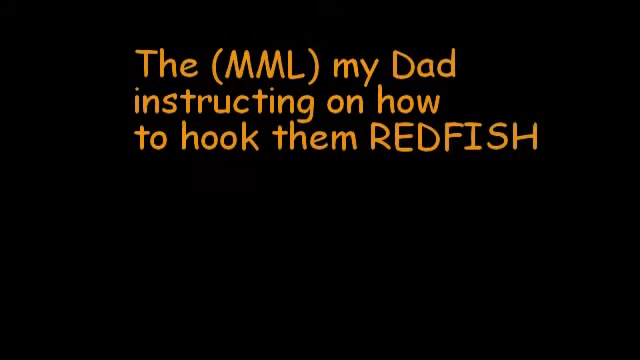 The (MML) my Dad
instructing on how
to hook them REDFISH